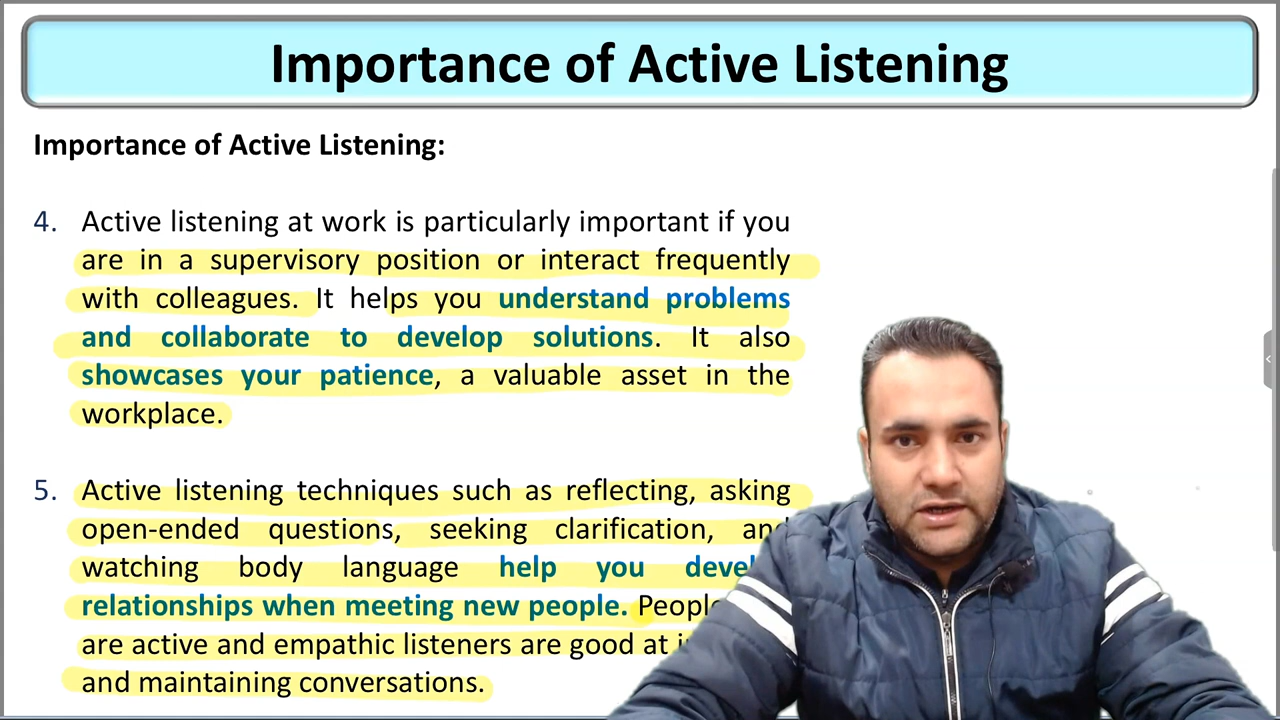 Importance of Active Listening
Importance of Active Listening:
4. Active listening at work is particularly important if you
are in a supervisory position or interact frequently
with colleagues. It helps you understand problems
and collaborate to develop solutions. It also
showcases your patience, a valuable asset in the
workplace.
5. Active listening techniques such as reflecting, asking
open-ended questions, seeking clarification, and
watching body language help you
relationships when meeting new people.
are active and empathic listeners are good at
and maintaining conversations.